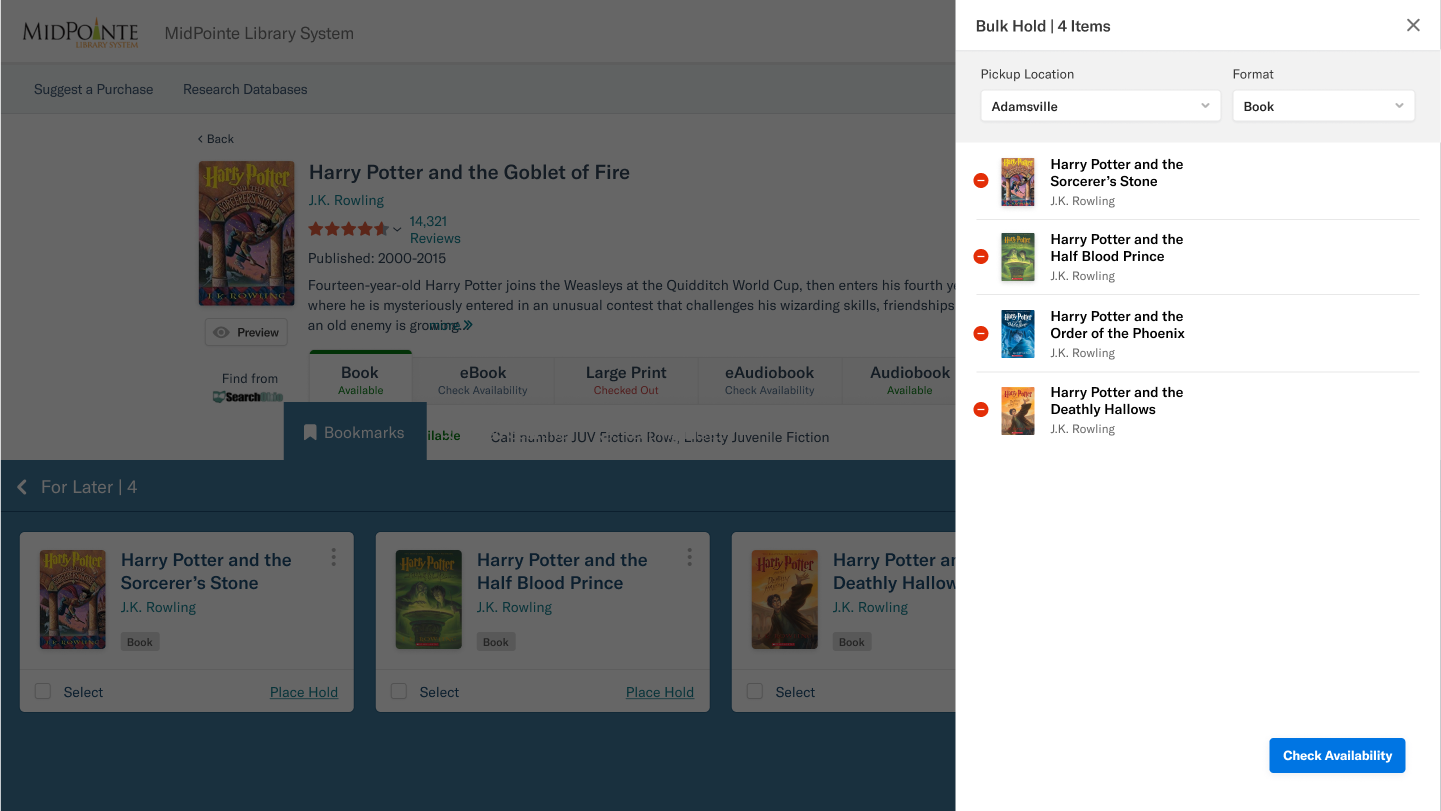 MIDPOINTE
LIBRARY SYSTEM
MidPointe Library System
Suggest a Purchase
Research Databases
Back
Harry Potter
J.K. ROWLING
Preview
Find from
Harry Potter and the Goblet of Fire
J.K. Rowling
14,321
Reviews
Published: 2000-2015
Fourteen-year-old Harry Potter joins the Weasleys at the Quidditch World Cup, then enters his fourth
where he is mysteriously entered in an unusual contest that challenges his wizarding skills, friendships
an old enemy is growing. more
Book
Available
eBook
Check Availability
Large Print
Checked Out
eAudiobook
Check Availability
Audiobook
Available
Bookmarks
ilable
Call number JUV Fiction Row., Liberty Juvenile Fiction
For Later | 4
Harry Potter
J.K. ROWLING
Harry Potter and the
Sorcerer's Stone
J.K. Rowling
Book
Select
Place Hold
Harry Potter
Harry Potter and the
Half Blood Prince
J.K. Rowling
Book
Select
Place Hold
Harry Potter
Harry Potter an
Deathly Hallow
J.K. Rowling
Book
Select
Bulk Hold | 4 Items
Pickup Location
Adamsville
Format
Book
Harry Potter and the
Sorcerer's Stone
J.K. Rowling
Harry Potter and the
Half Blood Prince
J.K. Rowling
Harry Potter and the
Order of the Phoenix
J.K. Rowling
Harry Potter and the
Deathly Hallows
J.K. Rowling
Check Availability